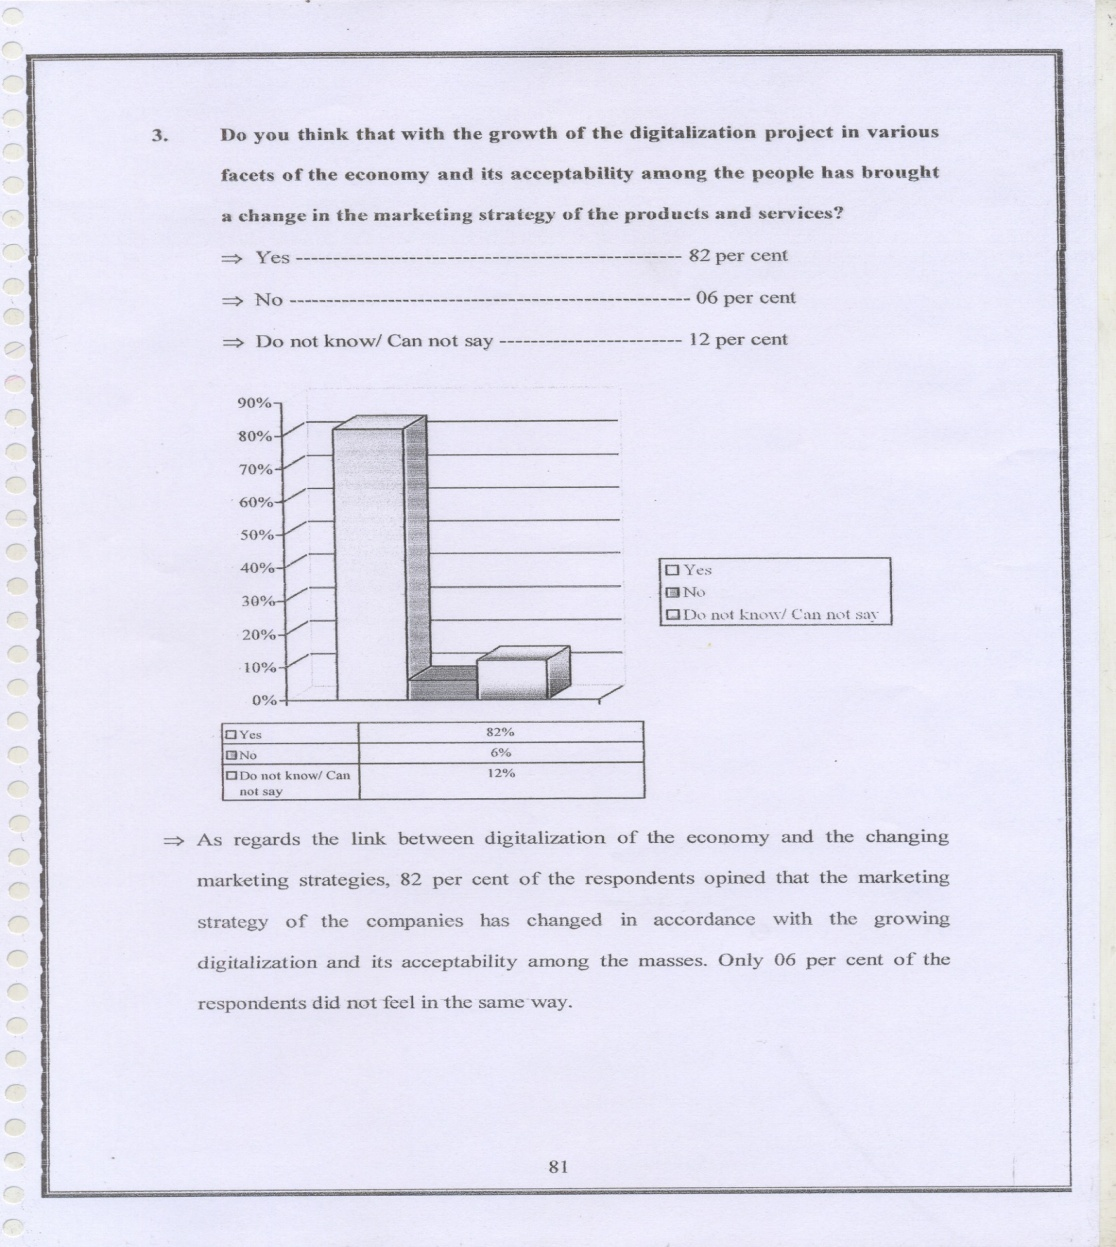 3. Do you think that with the growth of the digitalization project in various
facets of the economy and its acceptability among the people has brought
a change in the marketing strategy of the products and services?
⇒ Yes ---------------------------------------------------- 82 per cent
⇒ No ------------------------------------------------------ 06 per cent
⇒ Do not know/ Can not say ------------------------- 12 per cent
90%
80%
70%
60%
50%
40%
30%
20%
10%
0%
Yes
No
Do not know/ Can not say
Yes 82%
No 6%
Do not know/ Can 12%
not say
⇒ As regards the link between digitalization of the economy and the changing
marketing strategies, 82 per cent of the respondents opined that the marketing
strategy of the companies has changed in accordance with the growing
digitalization and its acceptability among the masses. Only 06 per cent of the
respondents did not feel in the same way.
81